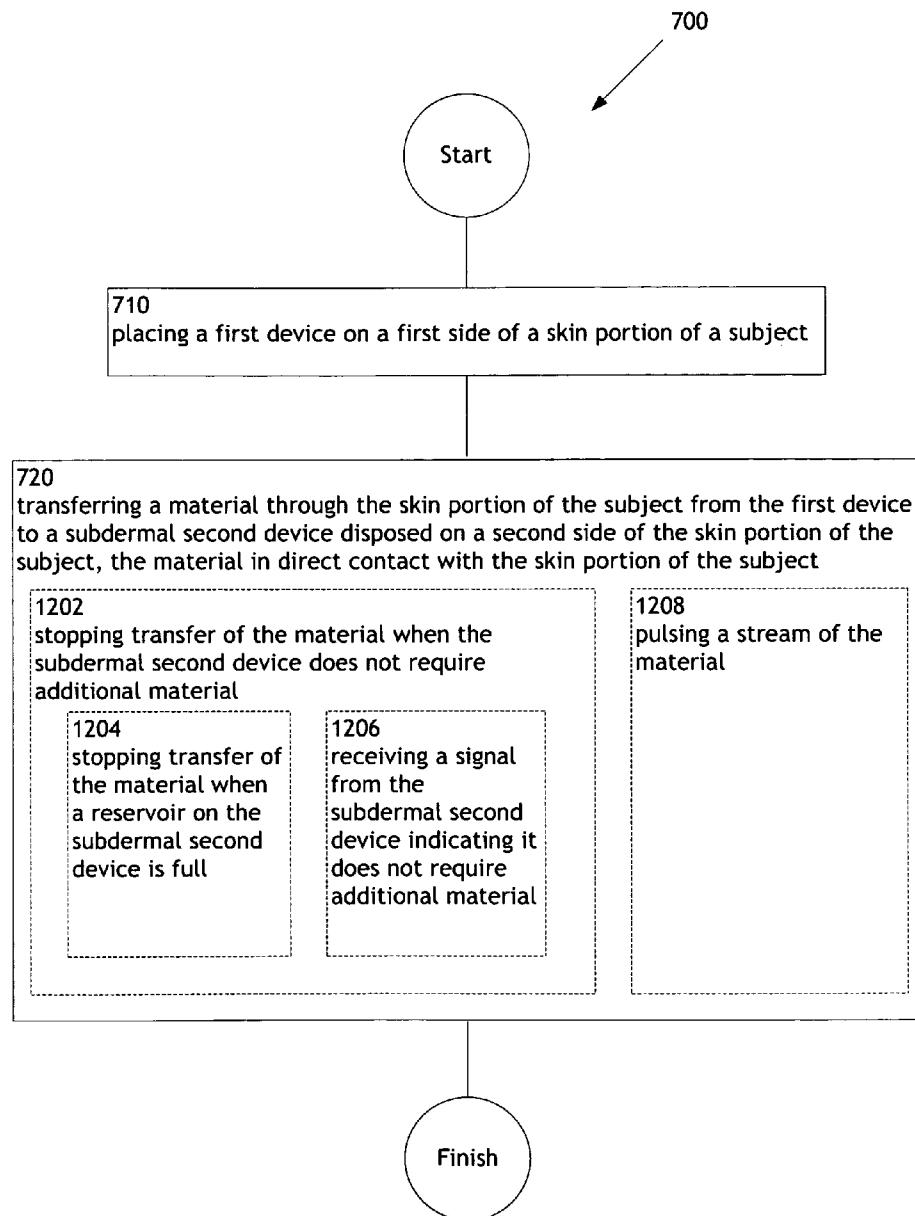 700
Start
710
placing a first device on a first side of a skin portion of a subject
720
transferring a material through the skin portion of the subject from the first device
to a subdermal second device disposed on a second side of the skin portion of the
subject, the material in direct contact with the skin portion of the subject
1202
stopping transfer of the material when the
subdermal second device does not require
additional material
1204
stopping transfer of
the material when
a reservoir on the
subdermal second
device is full
1206
receiving a signal
from the
subdermal second
device indicating it
does not require
additional material
1208
pulsing a stream of the
material
Finish